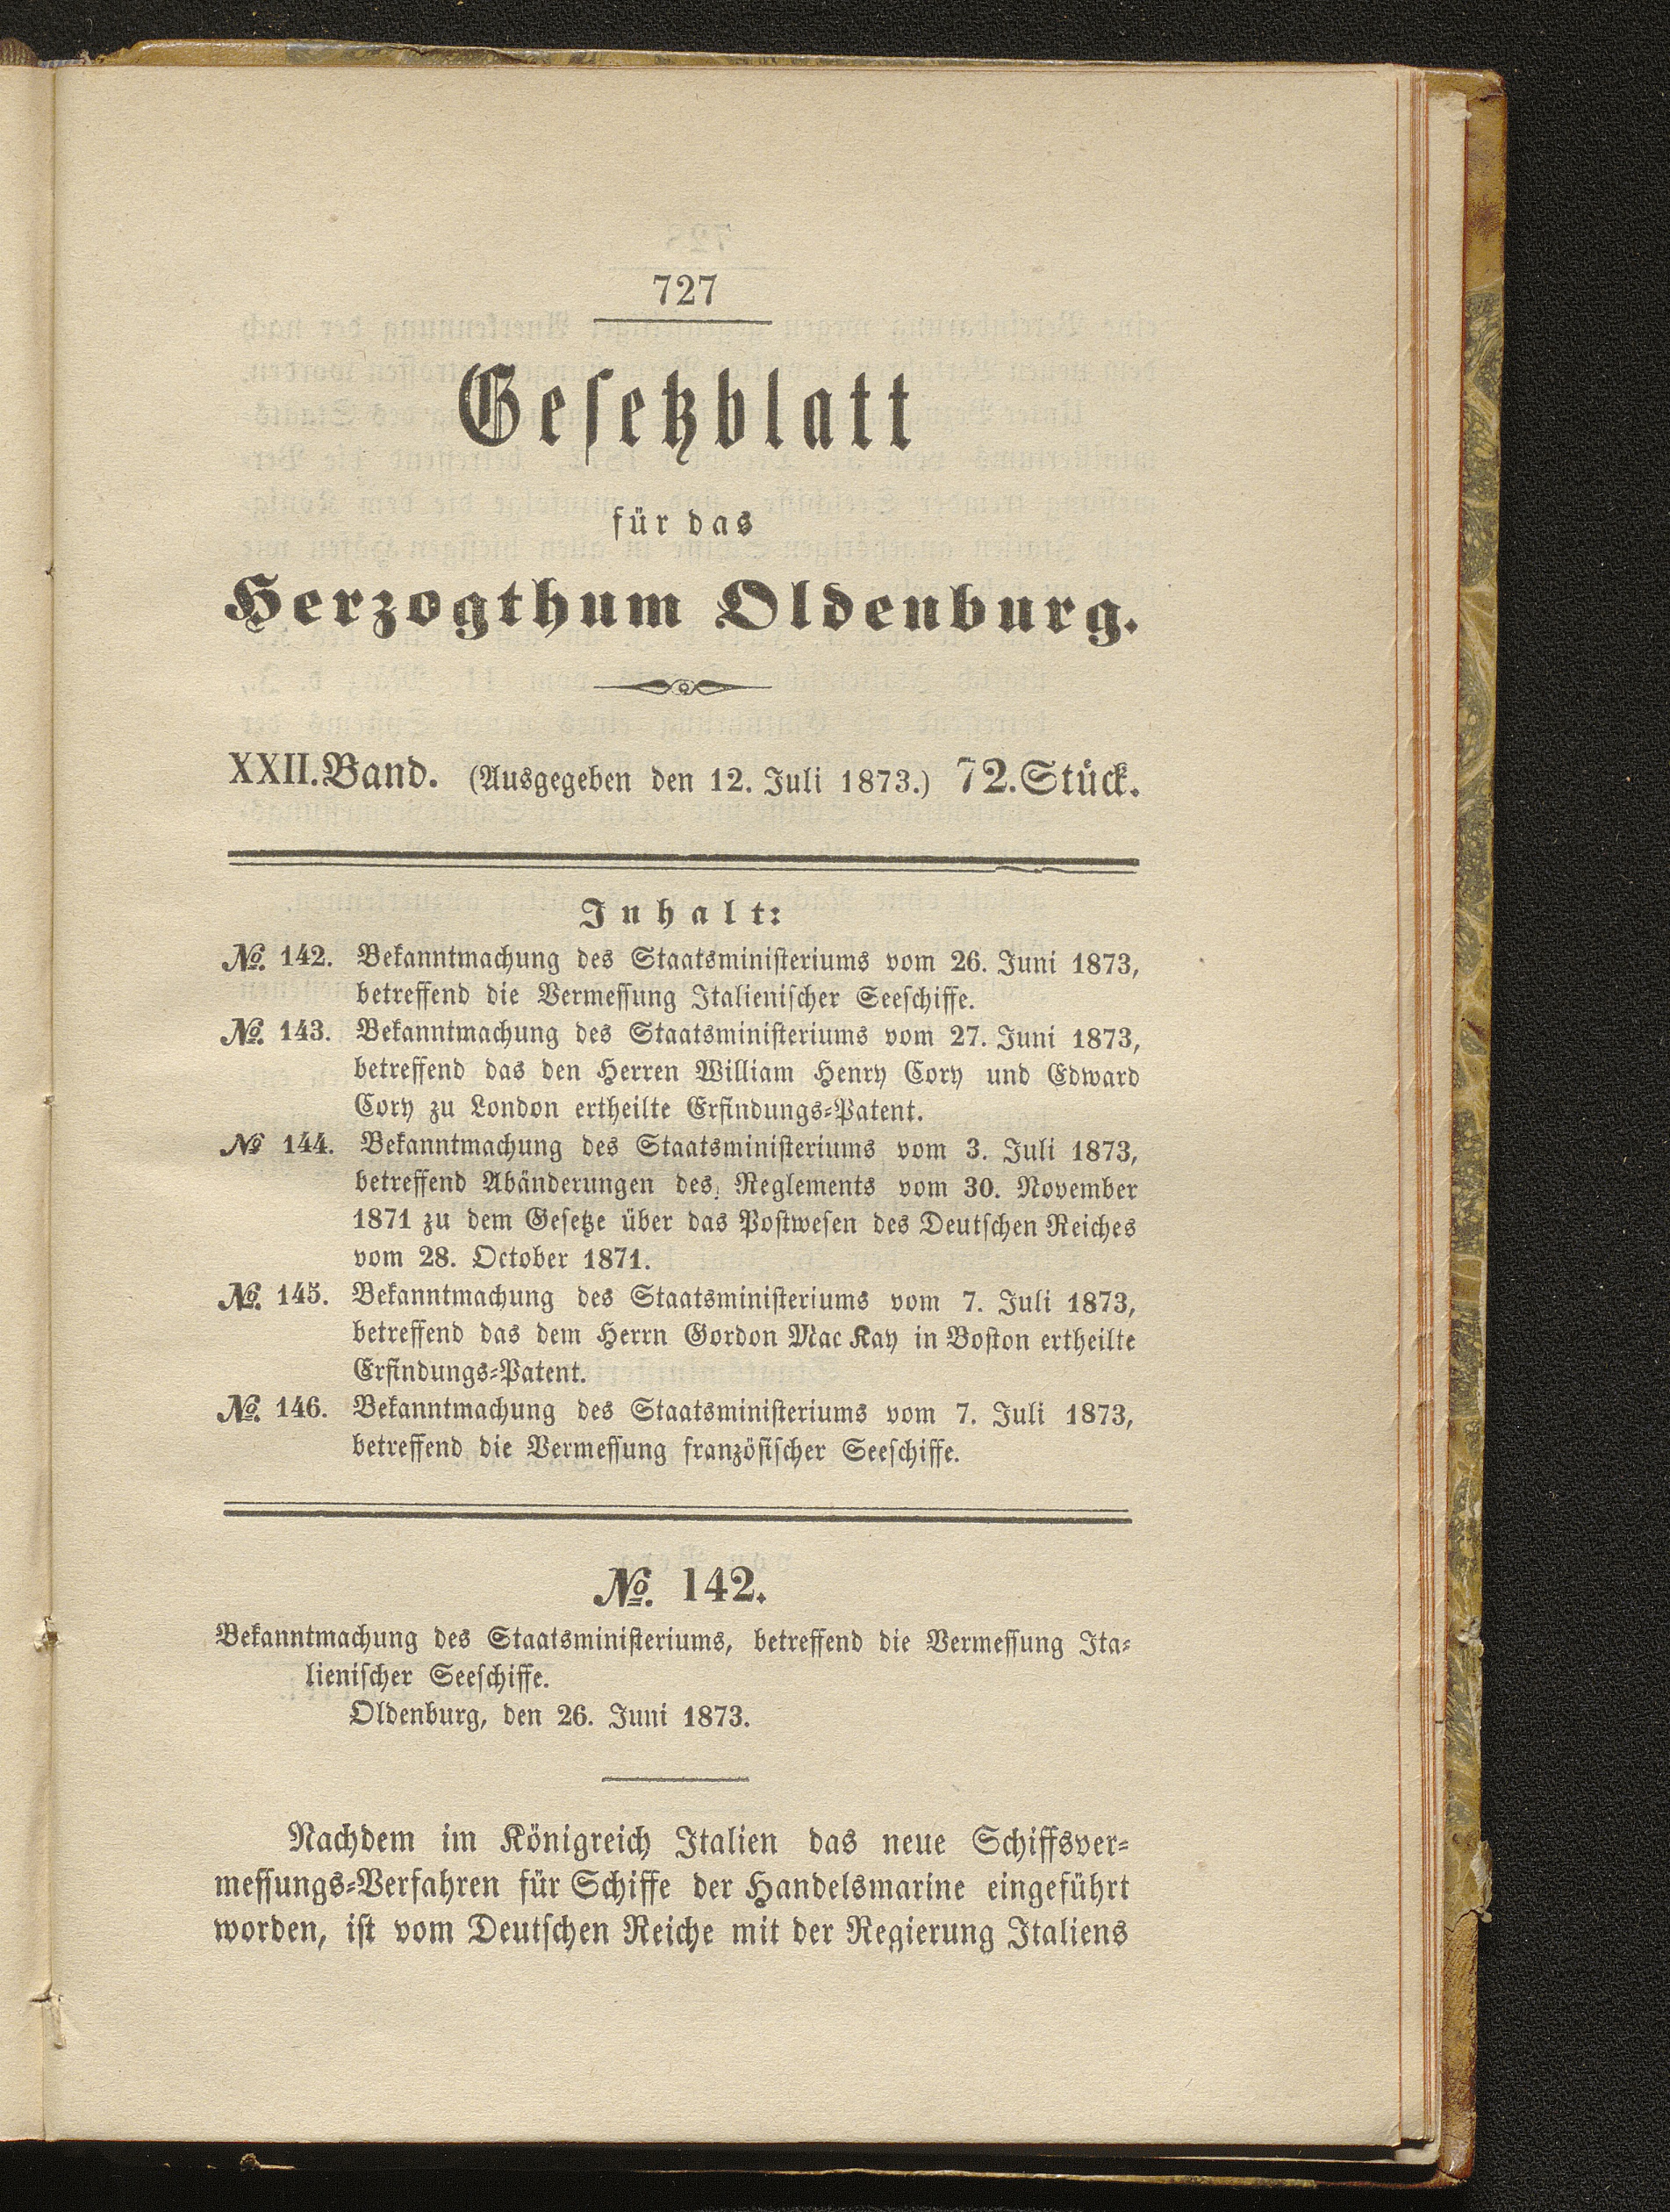 727
Gesetzblatt
für das
Herzogthum Oldenburg.
XXII. Band. (Ausgegeben den 12. Juli 1873.) 72. Stück.
Inhalt:
№. 142. Bekanntmachung des Staatsministeriums vom 26. Juni 1873,
betreffend die Vermessung Italienischer Seeschiffe.
№. 143. Bekanntmachung des Staatsministeriums vom 27. Juni 1873,
betreffend das den Herren William Henry Cory und Edward
Cory zu London ertheilte Erfindungs-Patent.
№ 144. Bekanntmachung des Staatsministeriums vom 3. Juli 1873,
betreffend Abänderungen des Reglements vom 30. November
1871 zu dem Gesetze über das Postwesen des Deutschen Reiches
vom 28. October 1871.
№. 145. Bekanntmachung des Staatsministeriums vom 7. Juli 1873,
betreffend das dem Herrn Gordon Mac Kay in Boston ertheilte
Erfindungs-Patent.
№. 146. Bekanntmachung des Staatsministeriums vom 7. Juli 1873,
betreffend die Vermessung französischer Seeschiffe.
№. 142.
Bekanntmachung des Staatsministeriums, betreffend die Vermessung Ita-
lienischer Seeschiffe.
Oldenburg, den 26. Juni 1873.
Nachdem im Königreich Italien das neue Schiffsver-
messungs-Verfahren für Schiffe der Handelsmarine eingeführt
worden, ist vom Deutschen Reiche mit der Regierung Italiens